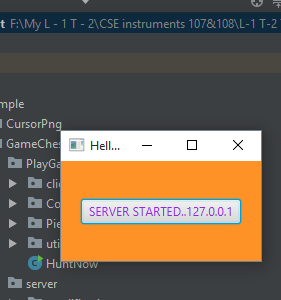 t F:\My L - 1 T - 2\CSE instruments 107&108\L-1 T-2
mple
CursorPng
GameChes
PlayGa
Hell...
clie
Co
SERVER STARTED..127.0.0.1
Pie
uti
HuntNow
server